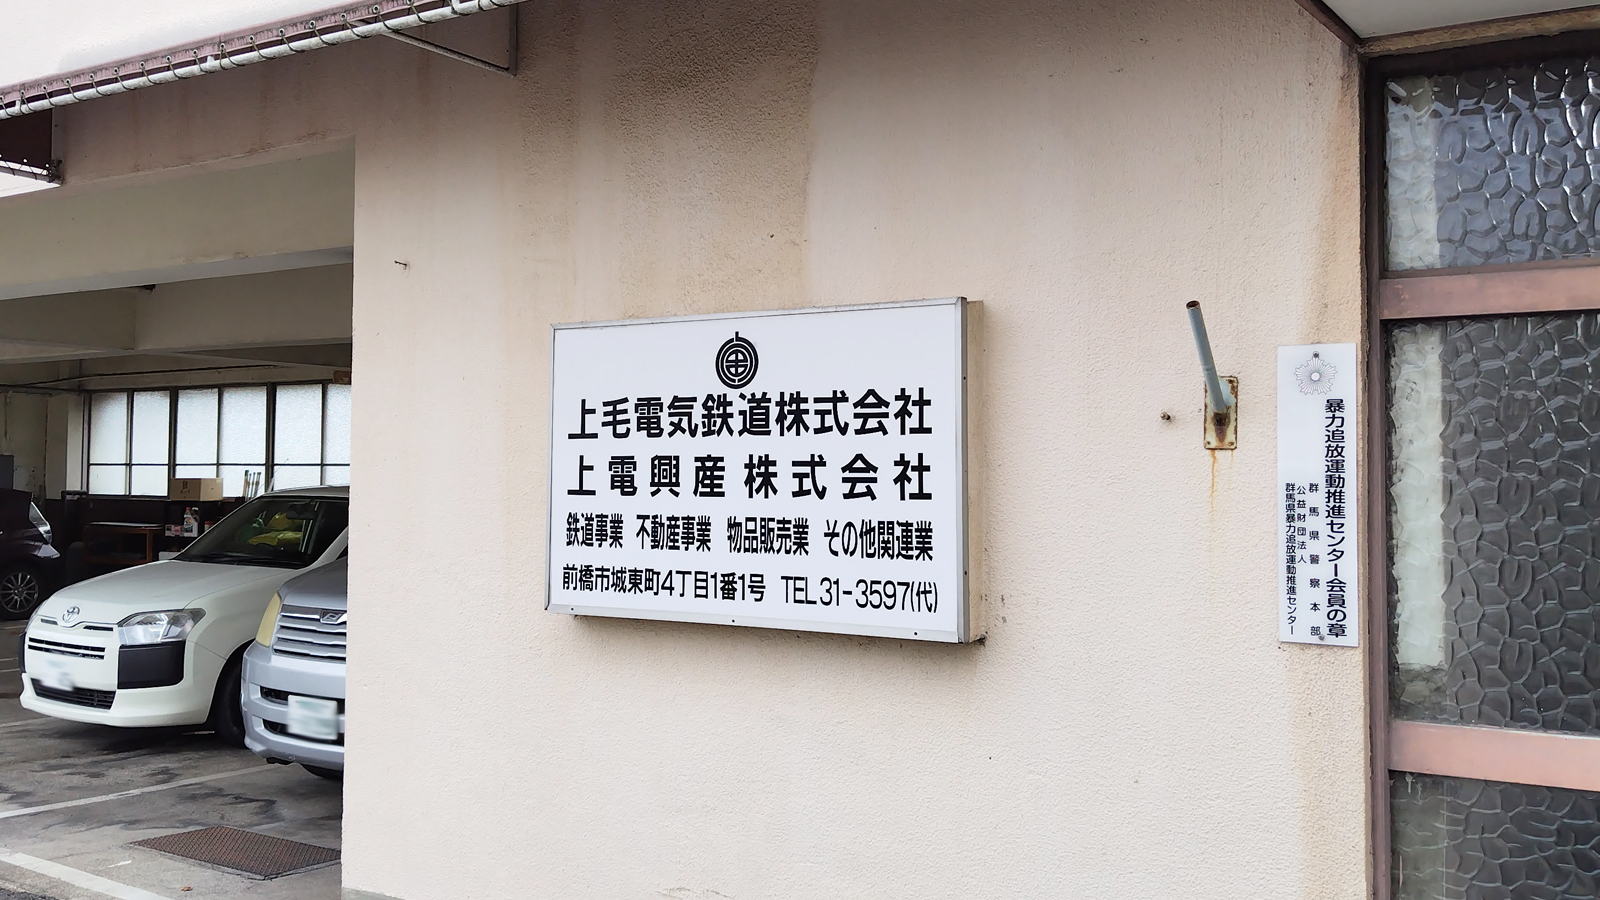 上毛電気鉄道株式会社
上電興産株式会社
鉄道事業 不動産事業 物品販売業 その他関連業
前橋市城東町4丁目1番1号 TEL 31-3597(代)
暴力追放運動推進センター会員の章
群馬県警察本部
公益財団法人
群馬県暴力追放運動推進センター